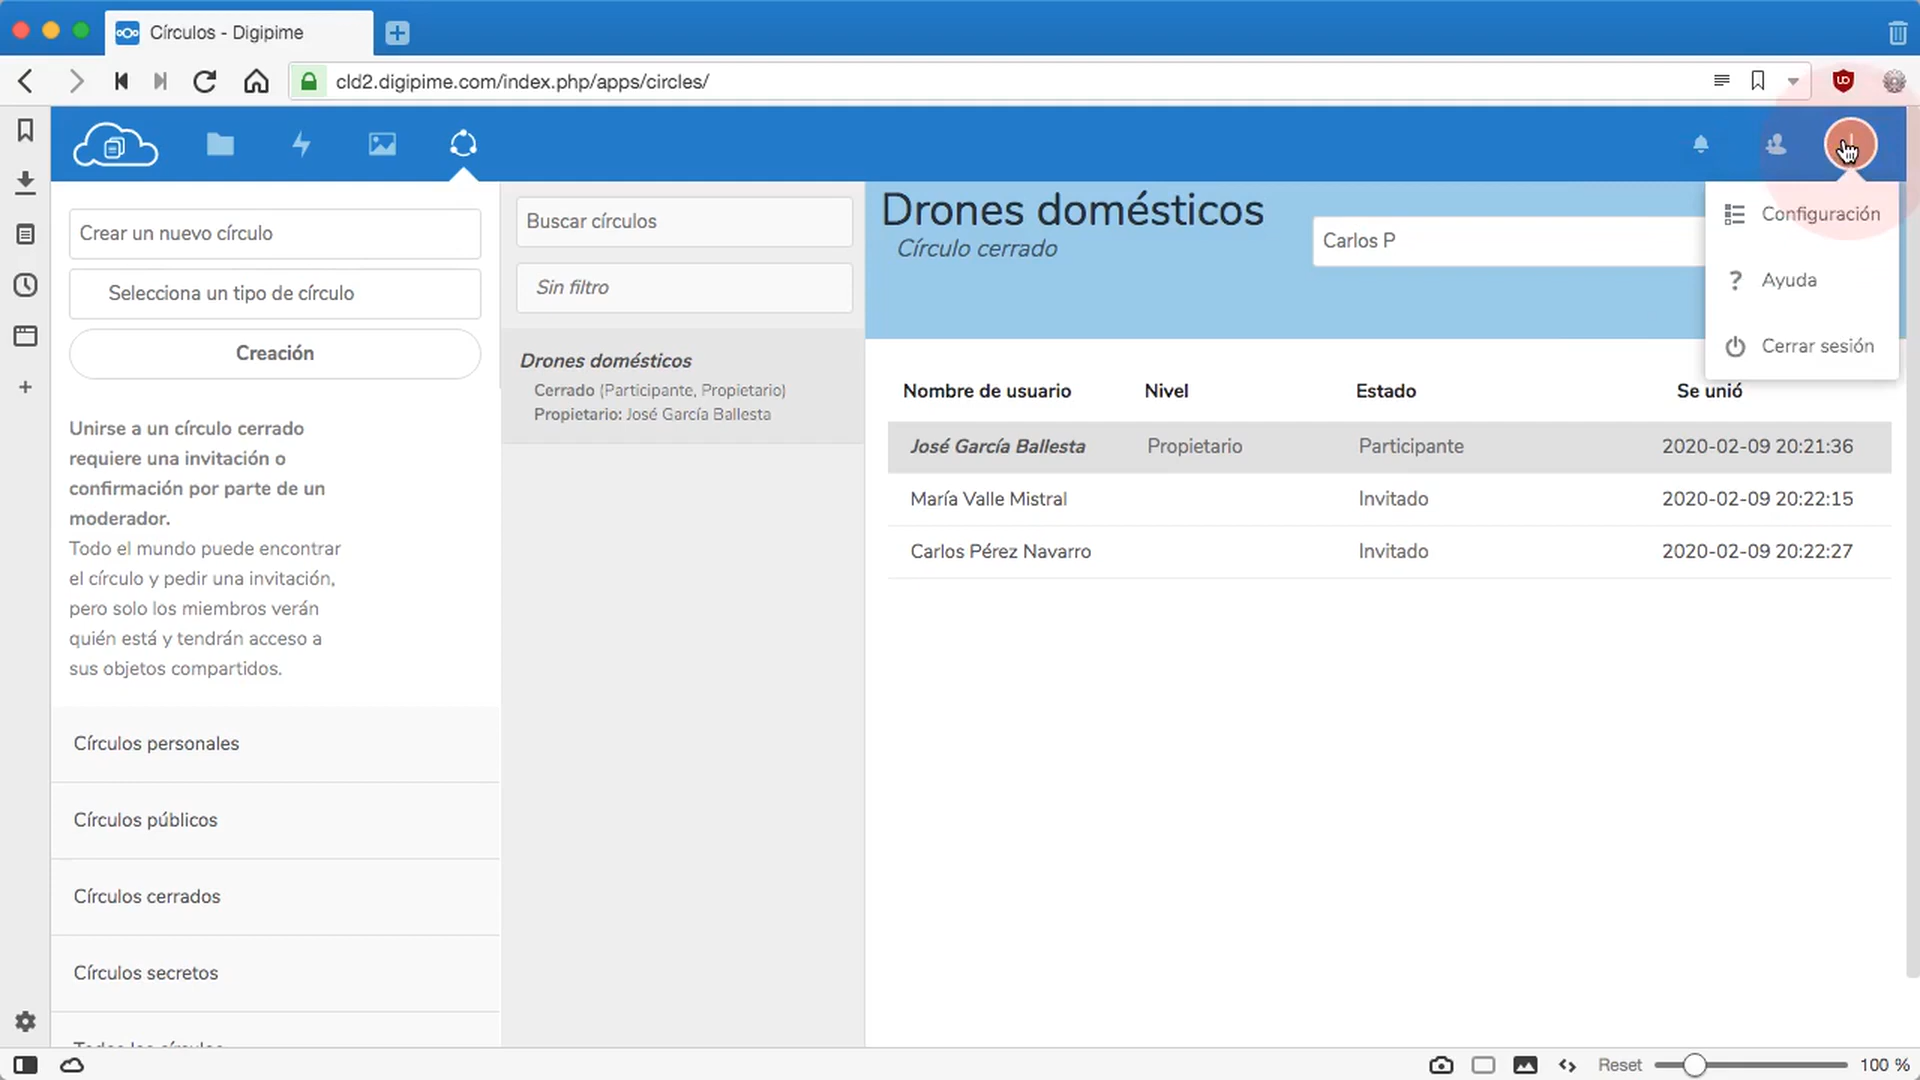 Círculos - Digipime
cld2.digipime.com/index.php/apps/circles/
Crear un nuevo círculo
Selecciona un tipo de círculo
Creación
Unirse a un círculo cerrado
requiere una invitación o
confirmación por parte de un
moderador.
Todo el mundo puede encontrar
el círculo y pedir una invitación,
pero solo los miembros verán
quién está y tendrán acceso a
sus objetos compartidos.
Círculos personales
Círculos públicos
Círculos cerrados
Círculos secretos
Buscar círculos
Sin filtro
Drones domésticos
Cerrado (Participante, Propietario)
Propietario: José García Ballesta
Drones domésticos
Círculo cerrado
Carlos P
Configuración
Ayuda
Cerrar sesión
Nombre de usuario Nivel Estado Se unió
José García Ballesta Propietario Participante 2020-02-09 20:21:36
María Valle Mistral Invitado 2020-02-09 20:22:15
Carlos Pérez Navarro Invitado 2020-02-09 20:22:27
Reset 100 %